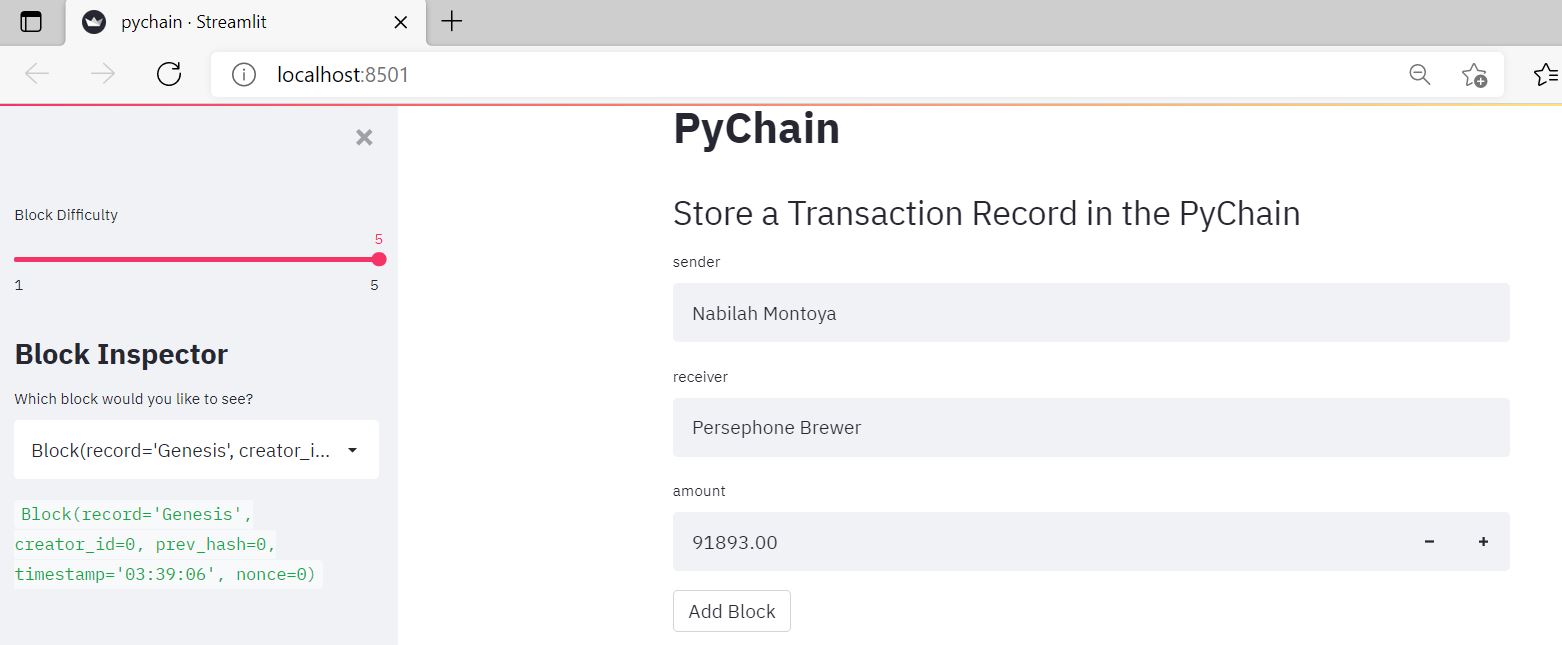 pychain · Streamlit
localhost:8501
Block Difficulty
5
1 5
Block Inspector
Which block would you like to see?
Block(record='Genesis', creator_i...
Block(record='Genesis',
creator_id=0, prev_hash=0,
timestamp='03:39:06', nonce=0)
PyChain
Store a Transaction Record in the PyChain
sender
Nabilah Montoya
receiver
Persephone Brewer
amount
91893.00
Add Block